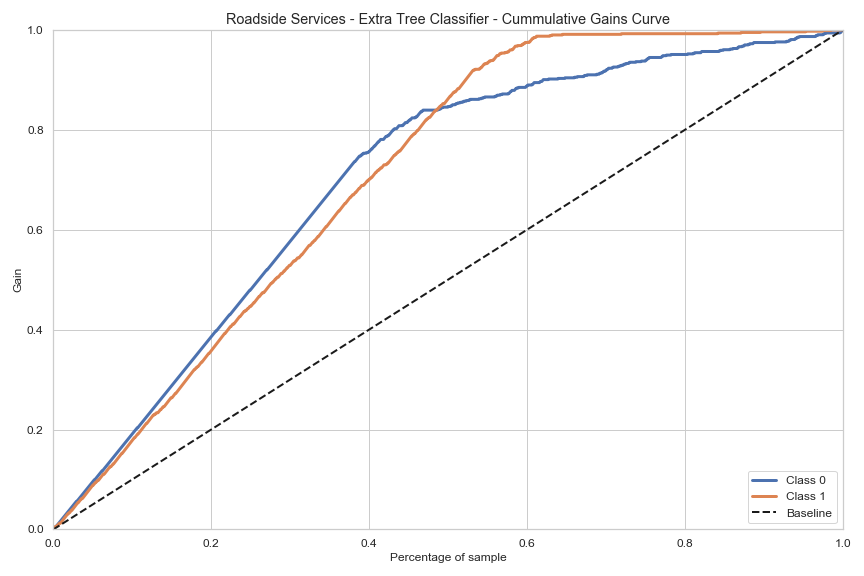 Roadside Services - Extra Tree Classifier - Cummulative Gains Curve
1.0
0.8
0.6
0.4
0.2
0.0
Gain
0.0 0.2 0.4 0.6 0.8 1.0
Percentage of sample
Class 0
Class 1
Baseline